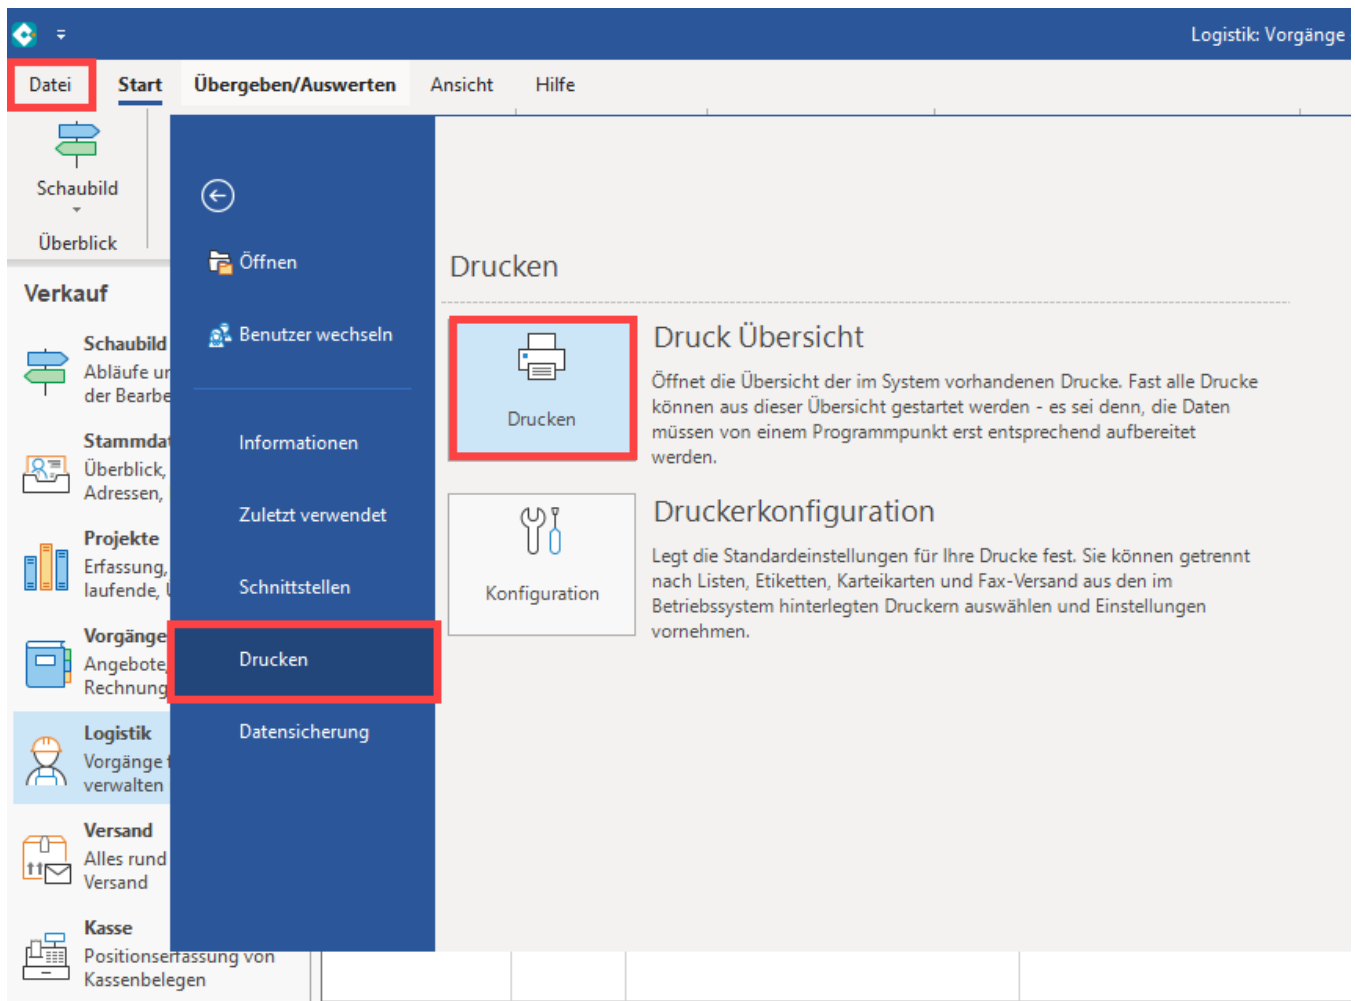 Logistik: Vorgänge
Datei Start Übergeben/Auswerten Ansicht Hilfe
Schaubild
Überblick
Verkauf
Schaubild
Abläufe
der
Überblick,
Adressen,
Projekte
Erfassung,
laufende,
Vorgänge
Angebote,
Rechnung
Logistik
Vorgänge
verwalten
Versand
Alles rund
Versand
Kasse
Positionserfassung von
Kassenbelegen
Öffnen
Benutzer wechseln
Informationen
Zuletzt verwendet
Schnittstellen
Drucken
Datensicherung
Drucken
Drucken
Druck Übersicht
Öffnet die Übersicht der im System vorhandenen Drucke. Fast alle Drucke
können aus dieser Übersicht gestartet werden - es sei denn, die Daten
müssen von einem Programmpunkt erst entsprechend aufbereitet
werden.
Konfiguration
Druckerkonfiguration
Legt die Standardeinstellungen für Ihre Drucke fest. Sie können getrennt
nach Listen, Etiketten, Karteikarten und Fax-Versand aus den im
Betriebssystem hinterlegten Druckern auswählen und Einstellungen
vornehmen.